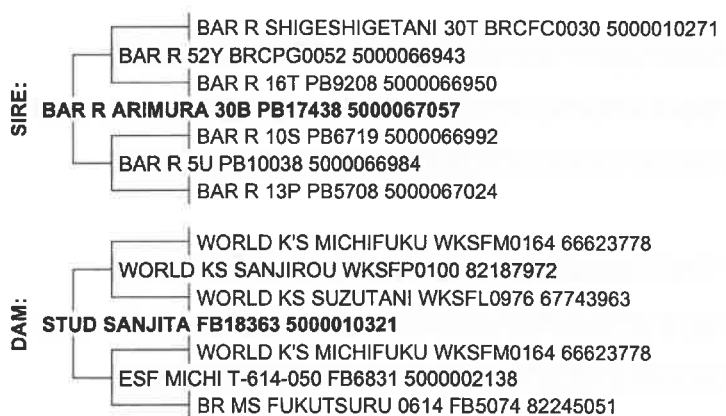 BAR R SHIGESHIGETANI 30T BRCFC0030 5000010271
BAR R 52Y BRCPG0052 5000066943
BAR R 16T PB9208 5000066950
SIRE:
BAR R ARIMURA 30B PB17438 5000067057
BAR R 10S PB6719 5000066992
BAR R 5U PB10038 5000066984
BAR R 13P PB5708 5000067024
WORLD K'S MICHIFUKU WKSFM0164 66623778
WORLD KS SANJIROU WKSFP0100 82187972
WORLD KS SUZUTANI WKSFL0976 67743963
DAM:
STUD SANJITA FB18363 5000010321
WORLD K'S MICHIFUKU WKSFM0164 66623778
ESF MICHI T-614-050 FB6831 5000002138
BR MS FUKUTSURU 0614 FB5074 82245051